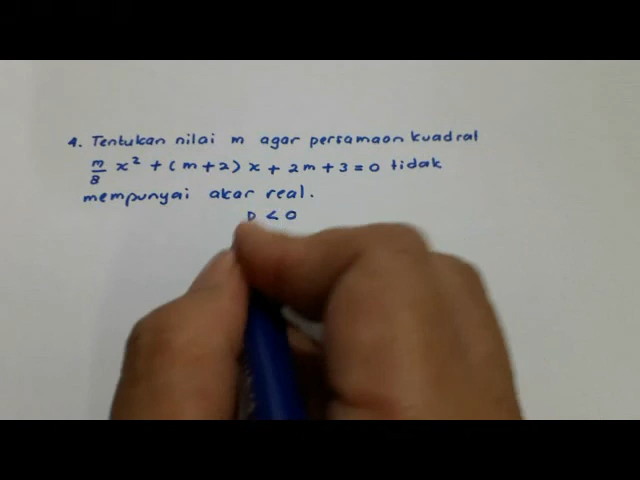 4. Tentukan nilai m agar persamaan kuadrat
m/8 x² + (m+2) x + 2m + 3 = 0 tidak
mempunyai akar real.
D < 0